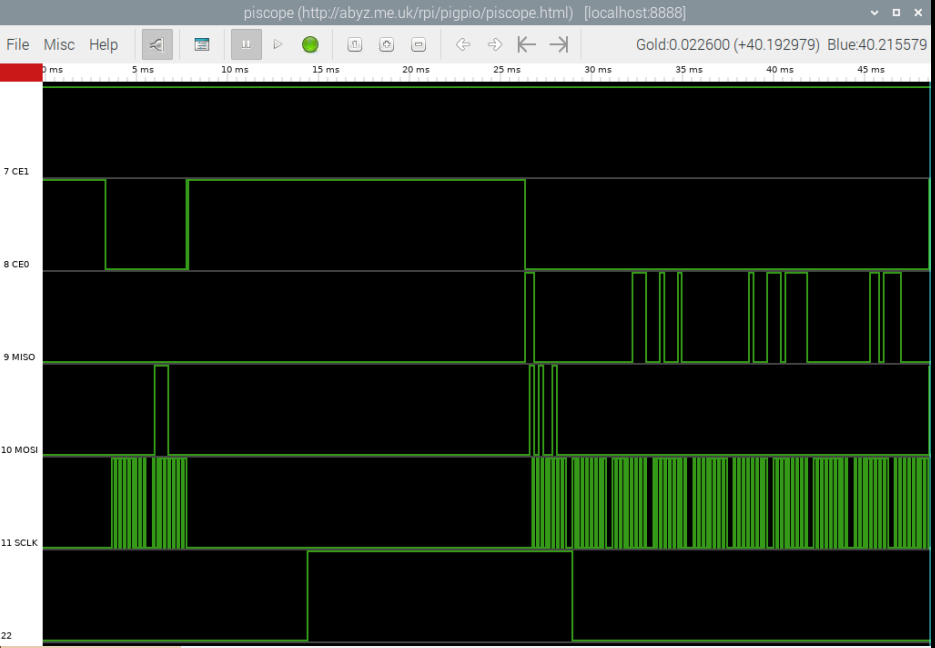 piscope (http://abyz.me.uk/rpi/pigpio/piscope.html) [localhost:8888]
File Misc Help Gold:0.022600 (+40.192979) Blue:40.215579
0 ms 5 ms 10 ms 15 ms 20 ms 25 ms 30 ms 35 ms 40 ms 45 ms
7 CE1
8 CE0
9 MISO
10 MOSI
11 SCLK
22